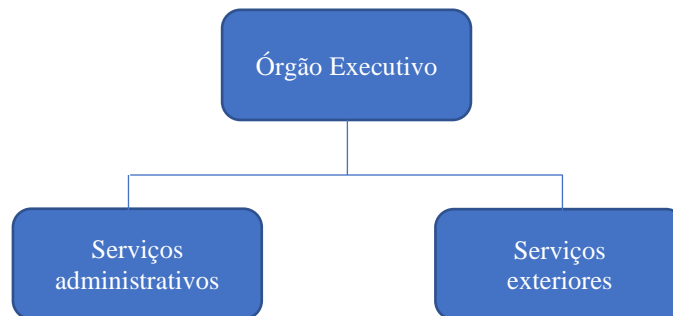 Órgão Executivo
Serviços
administrativos
Serviços
exteriores